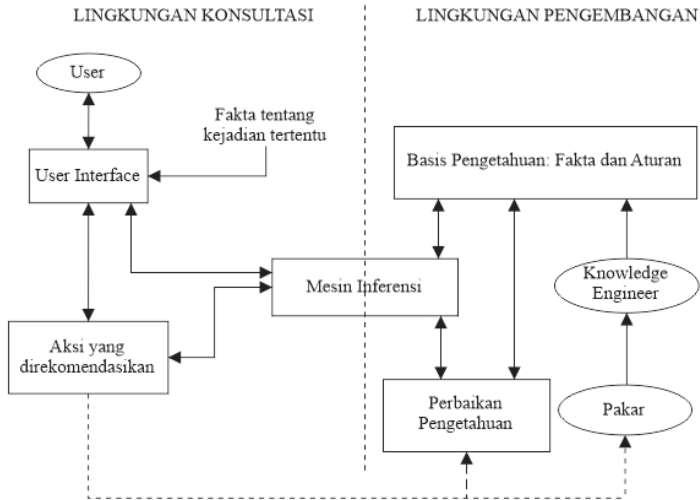 LINGKUNGAN KONSULTASI
LINGKUNGAN PENGEMBANGAN
User
Fakta tentang
kejadian tertentu
User Interface
Basis Pengetahuan: Fakta dan Aturan
Mesin Inferensi
Knowledge
Engineer
Aksi yang
direkomendasikan
Perbaikan
Pengetahuan
Pakar